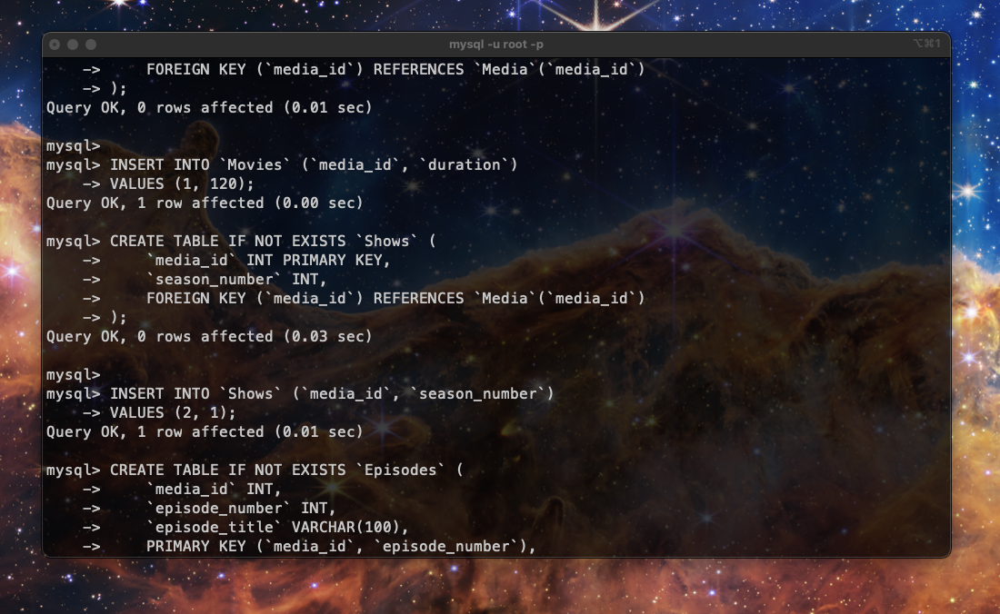 mysql -u root -p
⌥⌘1
    ->     FOREIGN KEY (`media_id`) REFERENCES `Media`(`media_id`)
    -> );
Query OK, 0 rows affected (0.01 sec)
mysql>
mysql> INSERT INTO `Movies` (`media_id`, `duration`)
    -> VALUES (1, 120);
Query OK, 1 row affected (0.00 sec)
mysql> CREATE TABLE IF NOT EXISTS `Shows` (
    ->     `media_id` INT PRIMARY KEY,
    ->     `season_number` INT,
    ->     FOREIGN KEY (`media_id`) REFERENCES `Media`(`media_id`)
    -> );
Query OK, 0 rows affected (0.03 sec)
mysql>
mysql> INSERT INTO `Shows` (`media_id`, `season_number`)
    -> VALUES (2, 1);
Query OK, 1 row affected (0.01 sec)
mysql> CREATE TABLE IF NOT EXISTS `Episodes` (
    ->     `media_id` INT,
    ->     `episode_number` INT,
    ->     `episode_title` VARCHAR(100),
    ->     PRIMARY KEY (`media_id`, `episode_number`),